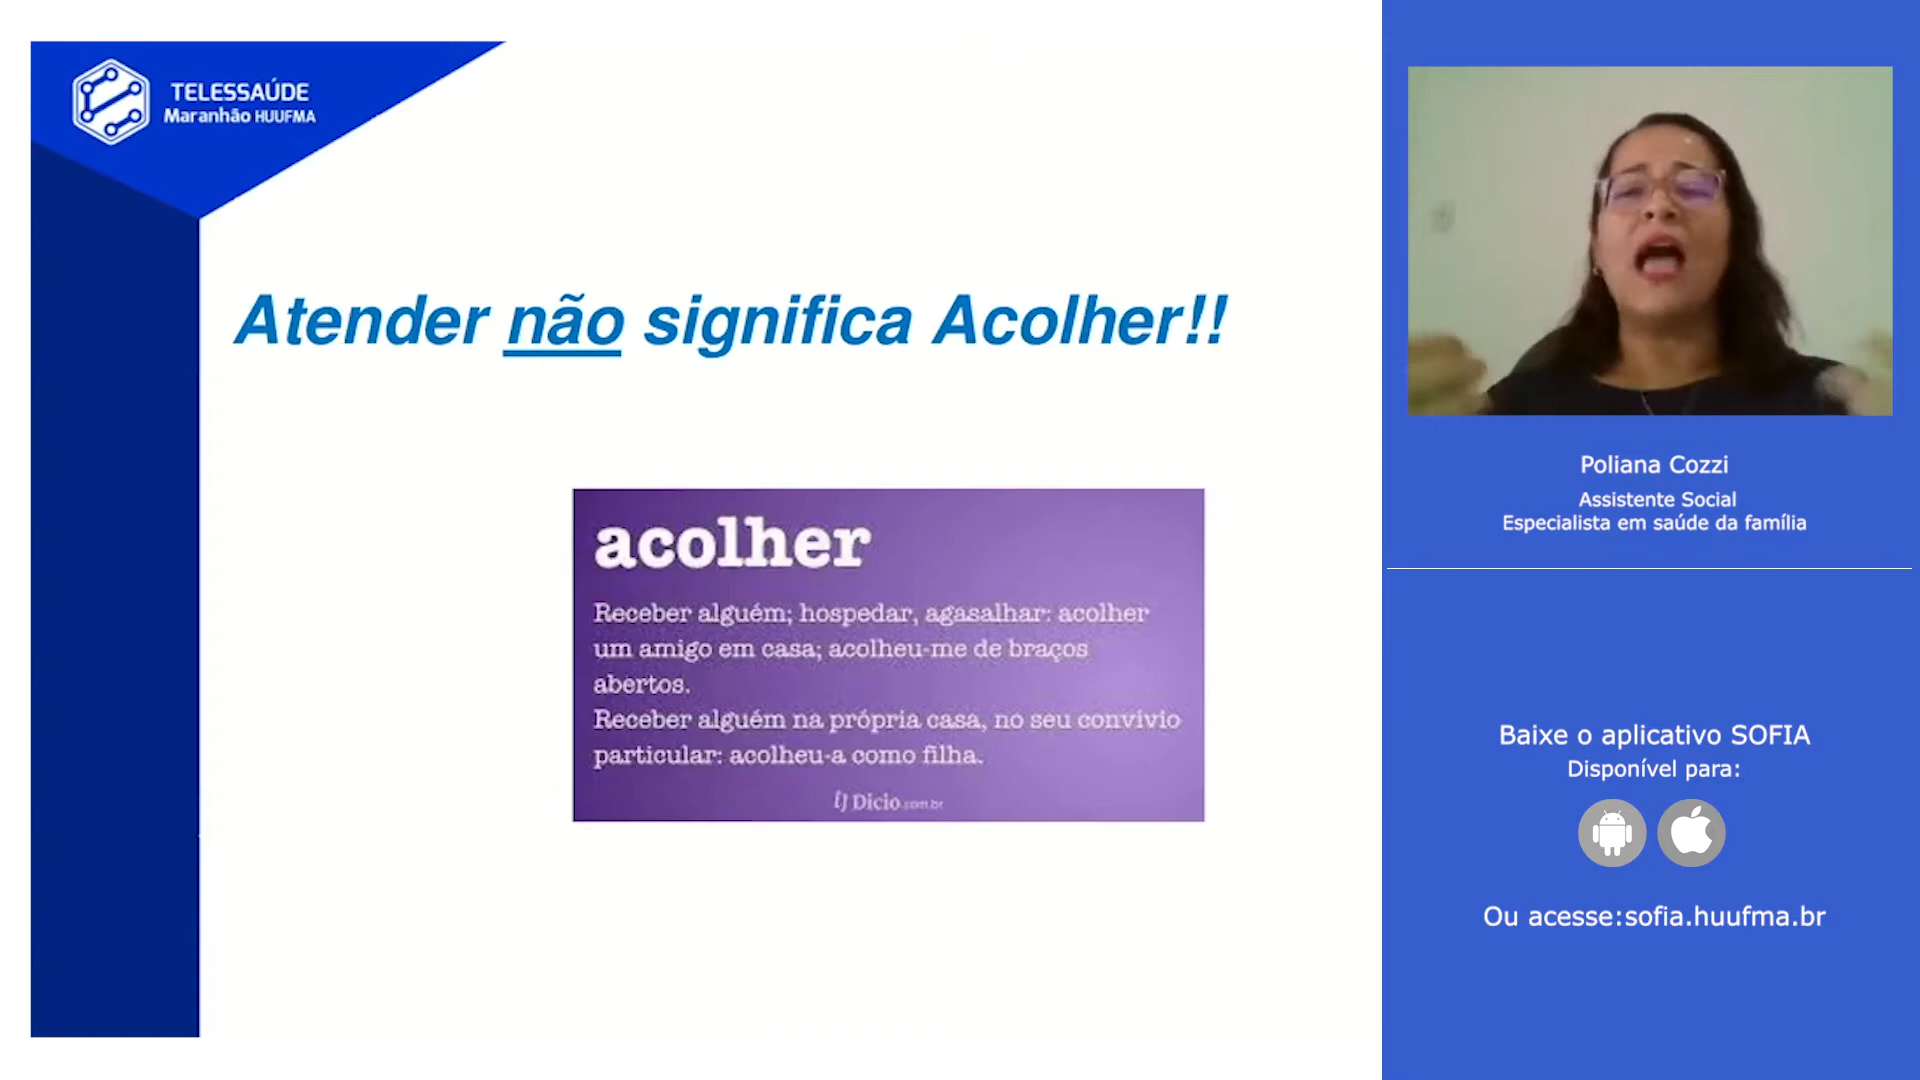 TELESSAÚDE
Maranhão HUUFMA
Atender não significa Acolher!!
acolher
Receber alguém; hospedar, agasalhar: acolher
um amigo em casa; acolheu-me de braços
abertos.
Receber alguém na própria casa, no seu convívio
particular: acolheu-a como filha.
Dicio.com.br
Poliana Cozzi
Assistente Social
Especialista em saúde da família
Baixe o aplicativo SOFIA
Disponível para:
Ou acesse:sofia.huufma.br